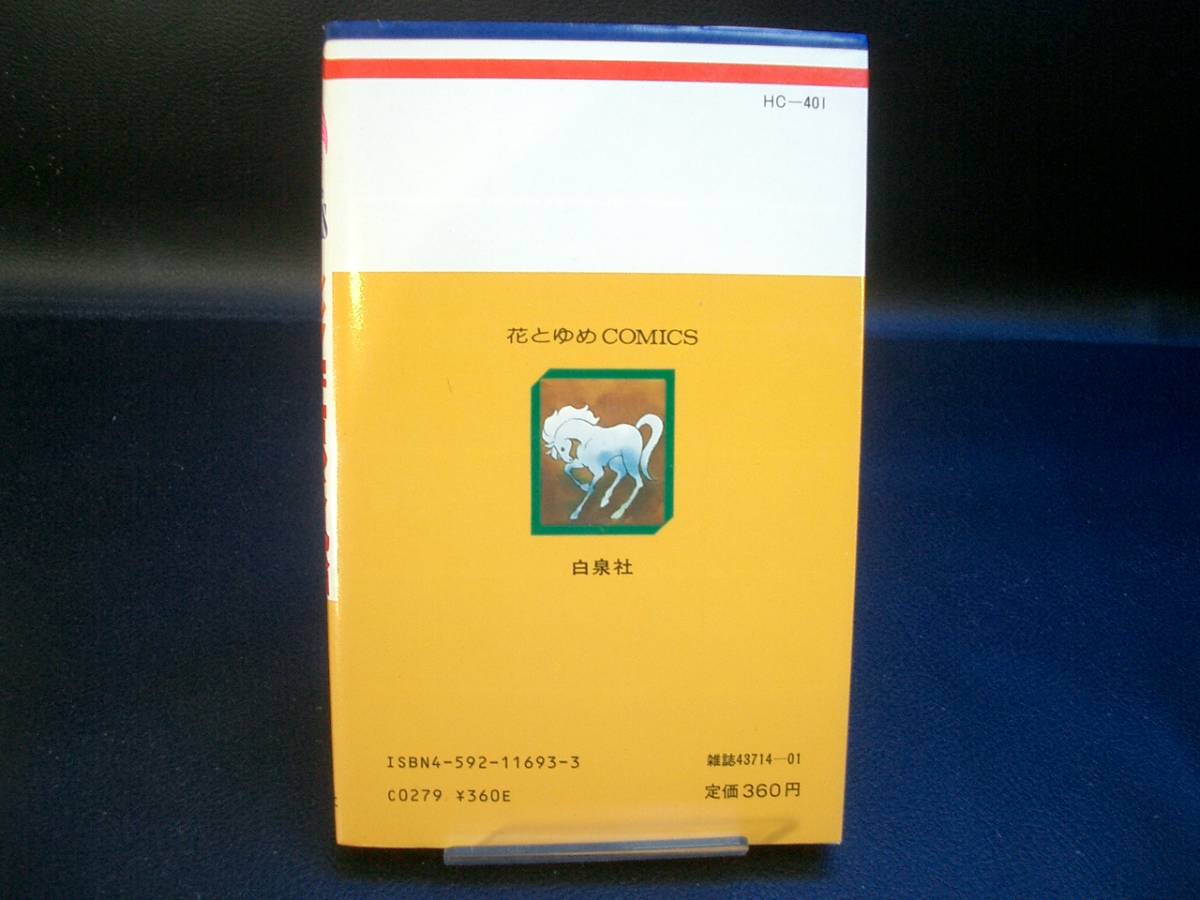 HC-401
花とゆめCOMICS
白泉社
ISBN4-592-11693-3
雑誌43714-01
C0279 ¥360E
定価360円